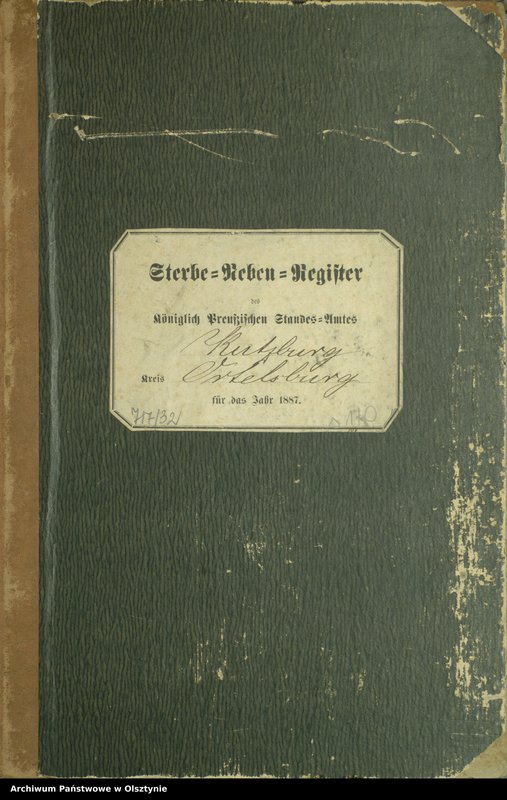 Sterbe=Neben=Register
des
Königlich Preußischen Standes=Amtes
Kutzburg
Kreis Ortelsburg
für das Jahr 1887.
717/32
Archiwum Państwowe w Olsztynie